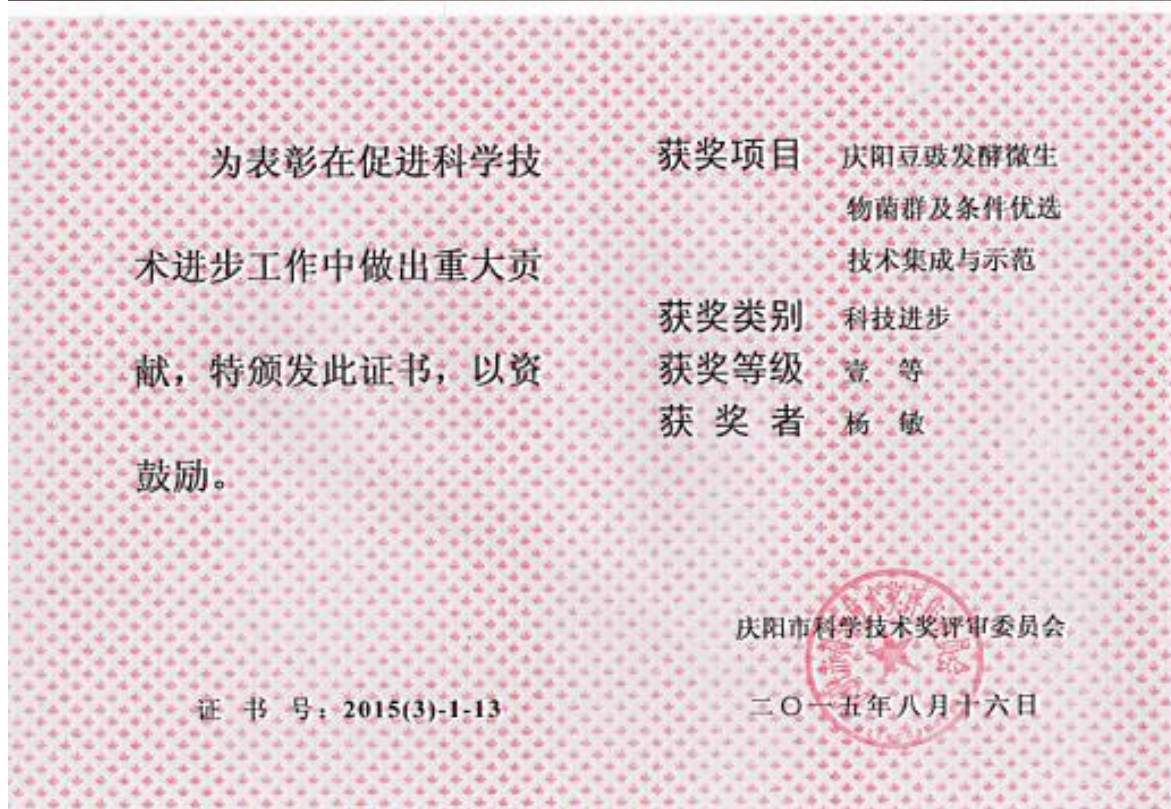 为表彰在促进科学技
术进步工作中做出重大贡
献，特颁发此证书，以资
鼓励。
证 书 号：2015(3)-1-13
获奖项目 庆阳豆豉发酵微生
物菌群及条件优选
技术集成与示范
获奖类别 科技进步
获奖等级 壹 等
获 奖 者 杨 敏
庆阳市科学技术奖评审委员会
二〇一五年八月十六日